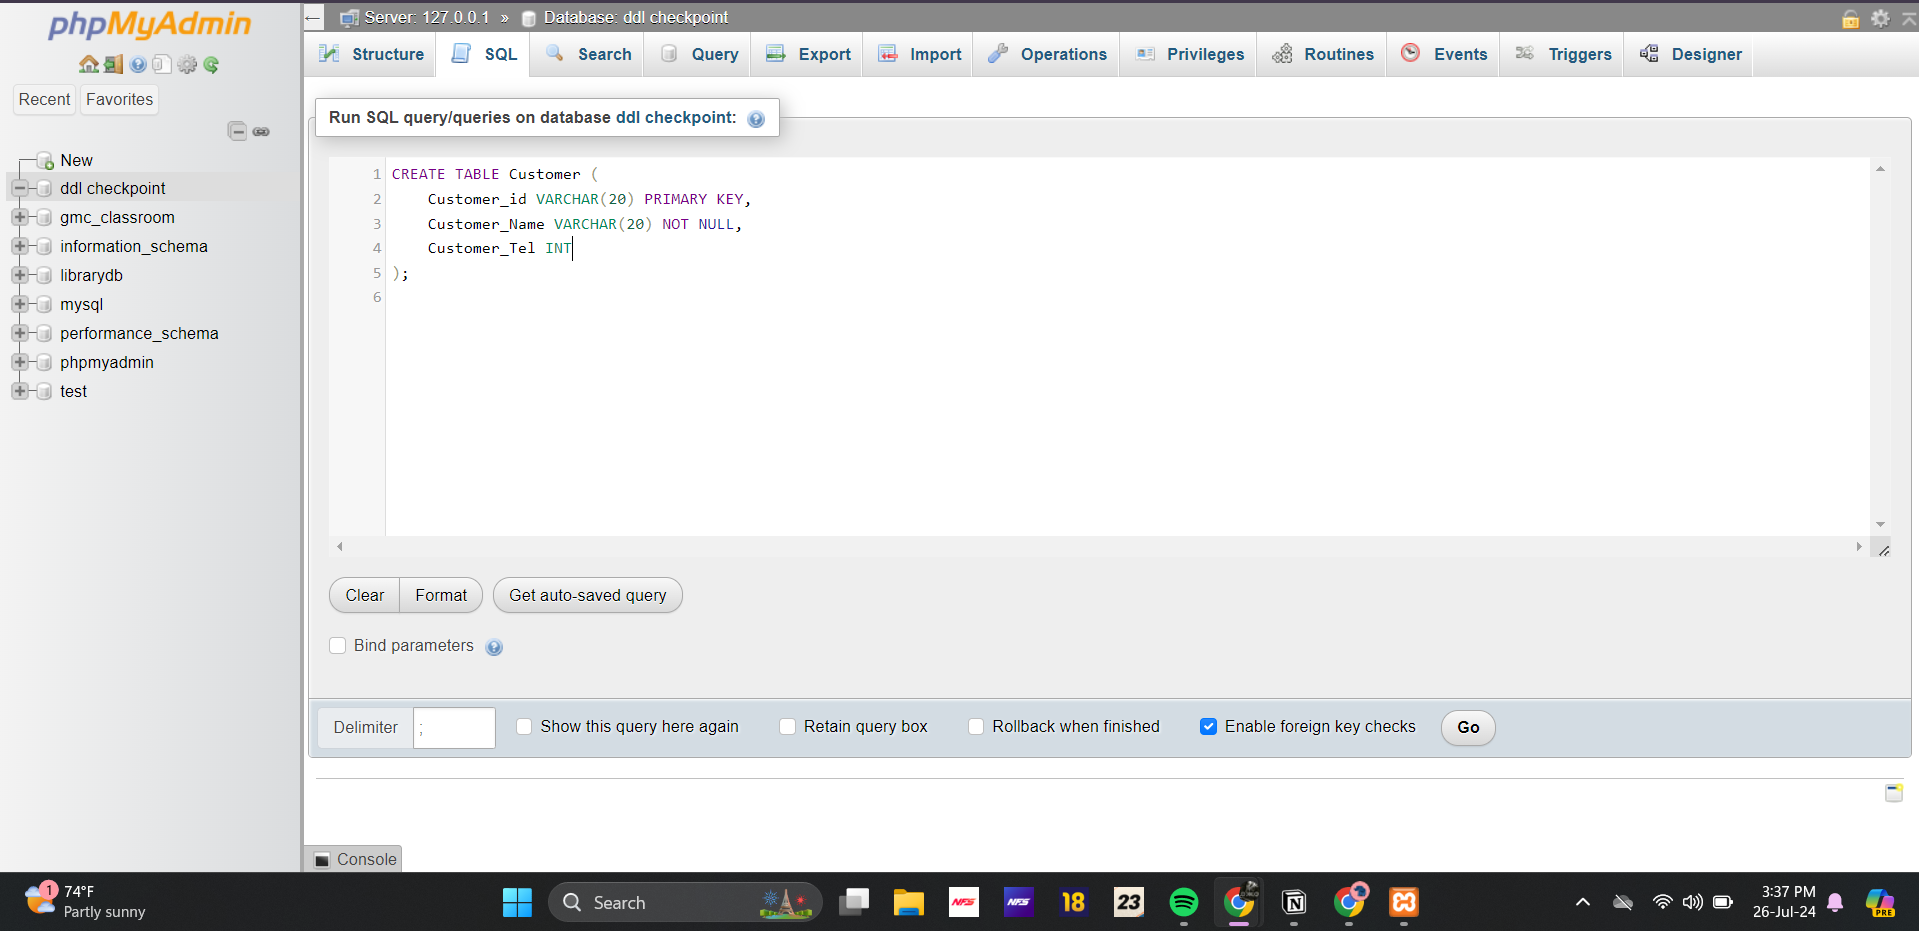 phpMyAdmin
Recent Favorites
New
ddl checkpoint
gmc_classroom
information_schema
librarydb
mysql
performance_schema
phpmyadmin
test
Server: 127.0.0.1 » Database: ddl checkpoint
Structure SQL Search Query Export Import Operations Privileges Routines Events Triggers Designer
Run SQL query/queries on database ddl checkpoint:
1 CREATE TABLE Customer (
2 Customer_id VARCHAR(20) PRIMARY KEY,
3 Customer_Name VARCHAR(20) NOT NULL,
4 Customer_Tel INT
5 );
6
Clear Format Get auto-saved query
Bind parameters
Delimiter ; Show this query here again Retain query box Rollback when finished Enable foreign key checks Go
Console
1 74°F
Partly sunny
Search
NFS NFS 18 23
3:37 PM
26-Jul-24
PRE